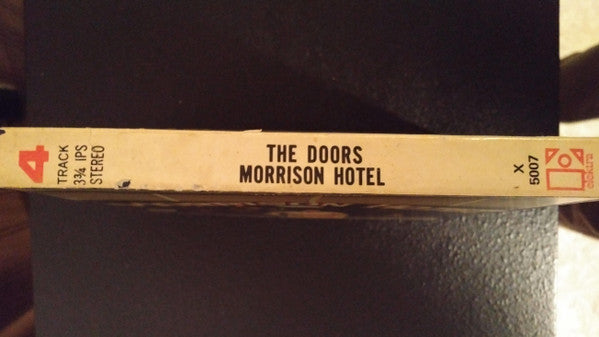 4
TRACK
3¾ IPS
STEREO
THE DOORS
MORRISON HOTEL
X
5007
elektra